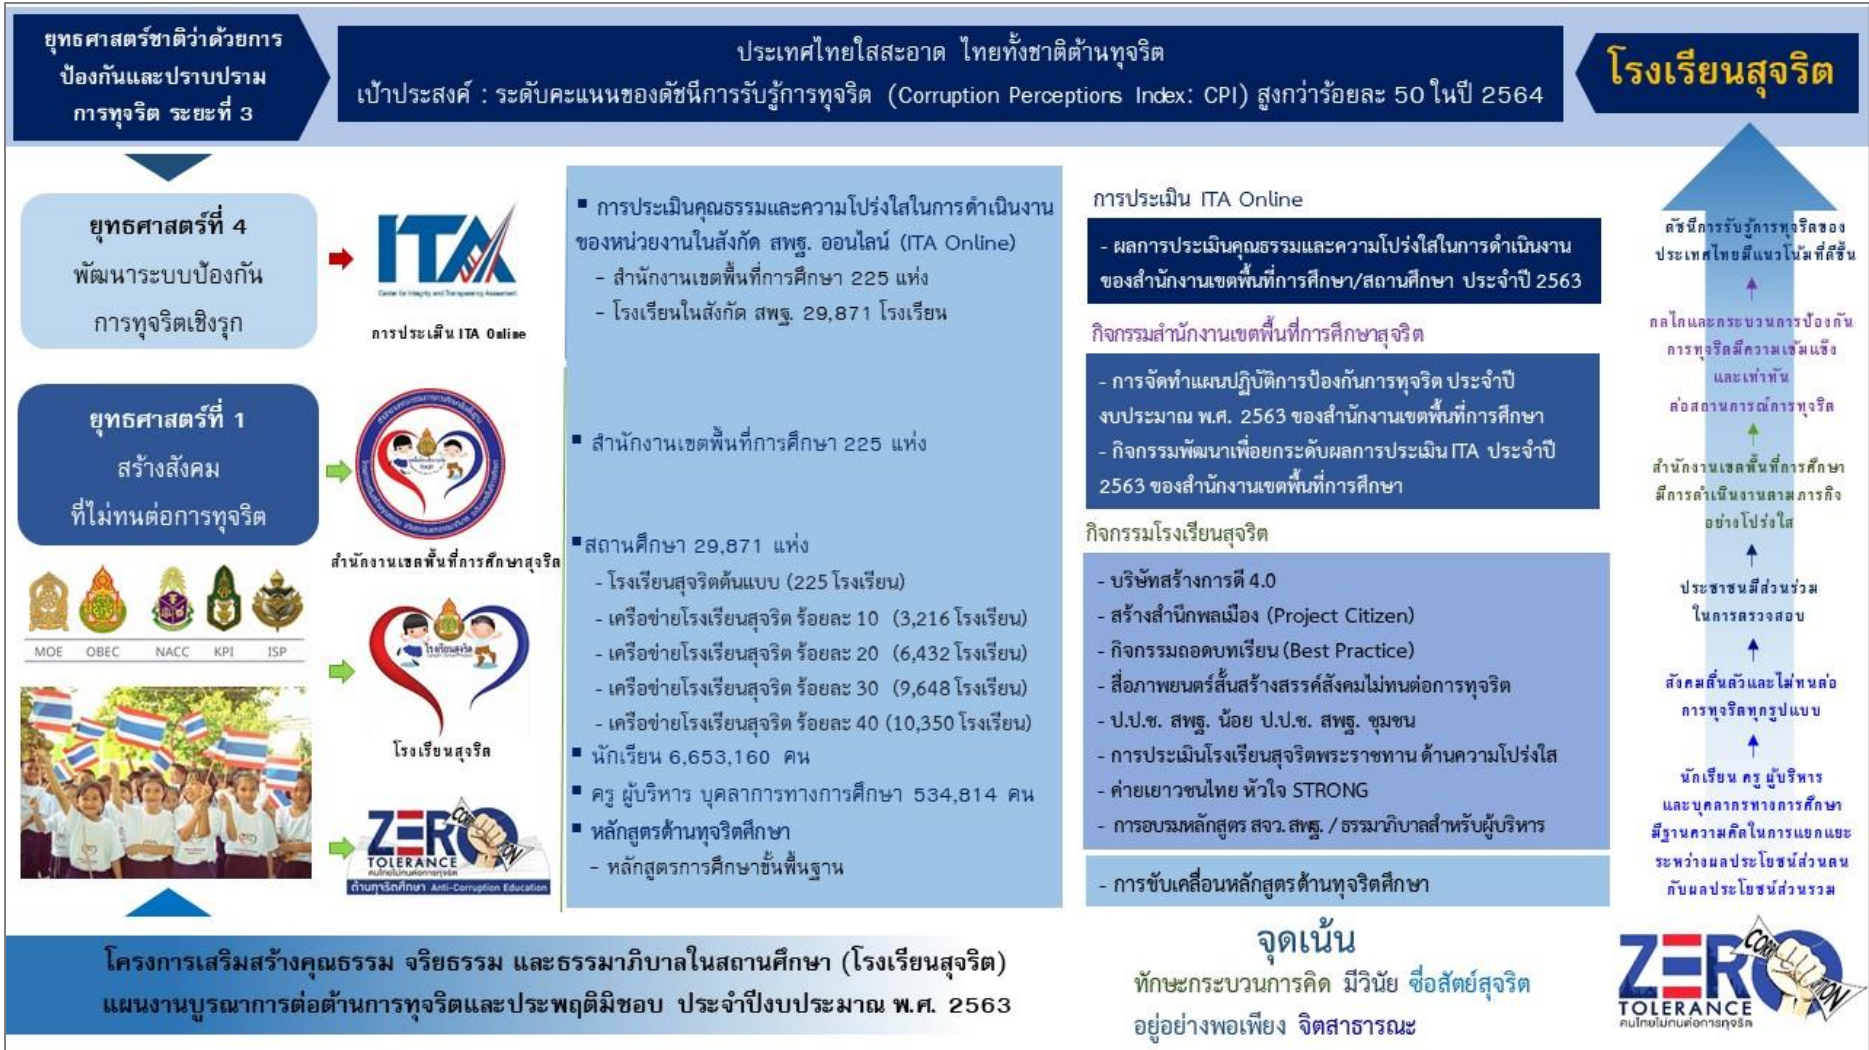 ยุทธศาสตร์ชาติว่าด้วยการ
ป้องกันและปราบปราม
การทุจริต ระยะที่ 3
ประเทศไทยใสสะอาด ไทยทั้งชาติต้านทุจริต
เป้าประสงค์ : ระดับคะแนนของดัชนีการรับรู้การทุจริต (Corruption Perceptions Index: CPI) สูงกว่าร้อยละ 50 ในปี 2564
โรงเรียนสุจริต
ยุทธศาสตร์ที่ 4
พัฒนาระบบป้องกัน
การทุจริตเชิงรุก
ITA
Center for Integrity and Transparency Assessment
การประเมิน ITA Online
ยุทธศาสตร์ที่ 1
สร้างสังคม
ที่ไม่ทนต่อการทุจริต
สำนักงานเขตพื้นที่การศึกษาสุจริต
MOE OBEC NACC KPI ISP
โรงเรียนสุจริต
โรงเรียนสุจริต
ZERO
CORRUPTION
TOLERANCE
คนไทยไม่ทนต่อการทุจริต
ต้านทุจริตศึกษา Anti-Corruption Education
▪ การประเมินคุณธรรมและความโปร่งใสในการดำเนินงาน
ของหน่วยงานในสังกัด สพฐ. ออนไลน์ (ITA Online)
– สำนักงานเขตพื้นที่การศึกษา 225 แห่ง
– โรงเรียนในสังกัด สพฐ. 29,871 โรงเรียน
▪ สำนักงานเขตพื้นที่การศึกษา 225 แห่ง
▪ สถานศึกษา 29,871 แห่ง
- โรงเรียนสุจริตต้นแบบ (225 โรงเรียน)
- เครือข่ายโรงเรียนสุจริต ร้อยละ 10 (3,216 โรงเรียน)
- เครือข่ายโรงเรียนสุจริต ร้อยละ 20 (6,432 โรงเรียน)
- เครือข่ายโรงเรียนสุจริต ร้อยละ 30 (9,648 โรงเรียน)
- เครือข่ายโรงเรียนสุจริต ร้อยละ 40 (10,350 โรงเรียน)
▪ นักเรียน 6,653,160 คน
▪ ครู ผู้บริหาร บุคลาการทางการศึกษา 534,814 คน
▪ หลักสูตรต้านทุจริตศึกษา
– หลักสูตรการศึกษาขั้นพื้นฐาน
การประเมิน ITA Online
- ผลการประเมินคุณธรรมและความโปร่งใสในการดำเนินงาน
ของสำนักงานเขตพื้นที่การศึกษา/สถานศึกษา ประจำปี 2563
กิจกรรมสำนักงานเขตพื้นที่การศึกษาสุจริต
- การจัดทำแผนปฏิบัติการป้องกันการทุจริต ประจำปี
งบประมาณ พ.ศ. 2563 ของสำนักงานเขตพื้นที่การศึกษา
- กิจกรรมพัฒนาเพื่อยกระดับผลการประเมิน ITA ประจำปี
2563 ของสำนักงานเขตพื้นที่การศึกษา
กิจกรรมโรงเรียนสุจริต
- บริษัทสร้างการดี 4.0
- สร้างสำนึกพลเมือง (Project Citizen)
- กิจกรรมถอดบทเรียน (Best Practice)
- สื่อภาพยนตร์สั้นสร้างสรรค์สังคมไม่ทนต่อการทุจริต
- ป.ป.ช. สพฐ. น้อย ป.ป.ช. สพฐ. ชุมชน
- การประเมินโรงเรียนสุจริตพระราชทาน ด้านความโปร่งใส
- ค่ายเยาวชนไทย หัวใจ STRONG
- การอบรมหลักสูตร สจว. สพฐ. / ธรรมาภิบาลสำหรับผู้บริหาร
- การขับเคลื่อนหลักสูตรต้านทุจริตศึกษา
ดัชนีการรับรู้การทุจริตของ
ประเทศไทยมีแนวโน้มที่ดีขึ้น
กลไกและกระบวนการป้องกัน
การทุจริตมีความเข้มแข็ง
และเท่าทัน
ต่อสถานการณ์การทุจริต
สำนักงานเขตพื้นที่การศึกษา
มีการดำเนินงานตามภารกิจ
อย่างโปร่งใส
ประชาชนมีส่วนร่วม
ในการตรวจสอบ
สังคมตื่นตัวและไม่ทนต่อ
การทุจริตทุกรูปแบบ
นักเรียน ครู ผู้บริหาร
และบุคลากรทางการศึกษา
มีฐานความคิดในการแยกแยะ
ระหว่างผลประโยชน์ส่วนตน
กับผลประโยชน์ส่วนรวม
โครงการเสริมสร้างคุณธรรม จริยธรรม และธรรมาภิบาลในสถานศึกษา (โรงเรียนสุจริต)
แผนงานบูรณาการต่อต้านการทุจริตและประพฤติมิชอบ ประจำปีงบประมาณ พ.ศ. 2563
จุดเน้น
ทักษะกระบวนการคิด มีวินัย ซื่อสัตย์สุจริต
อยู่อย่างพอเพียง จิตสาธารณะ
ZERO
CORRUPTION
TOLERANCE
คนไทยไม่ทนต่อการทุจริต